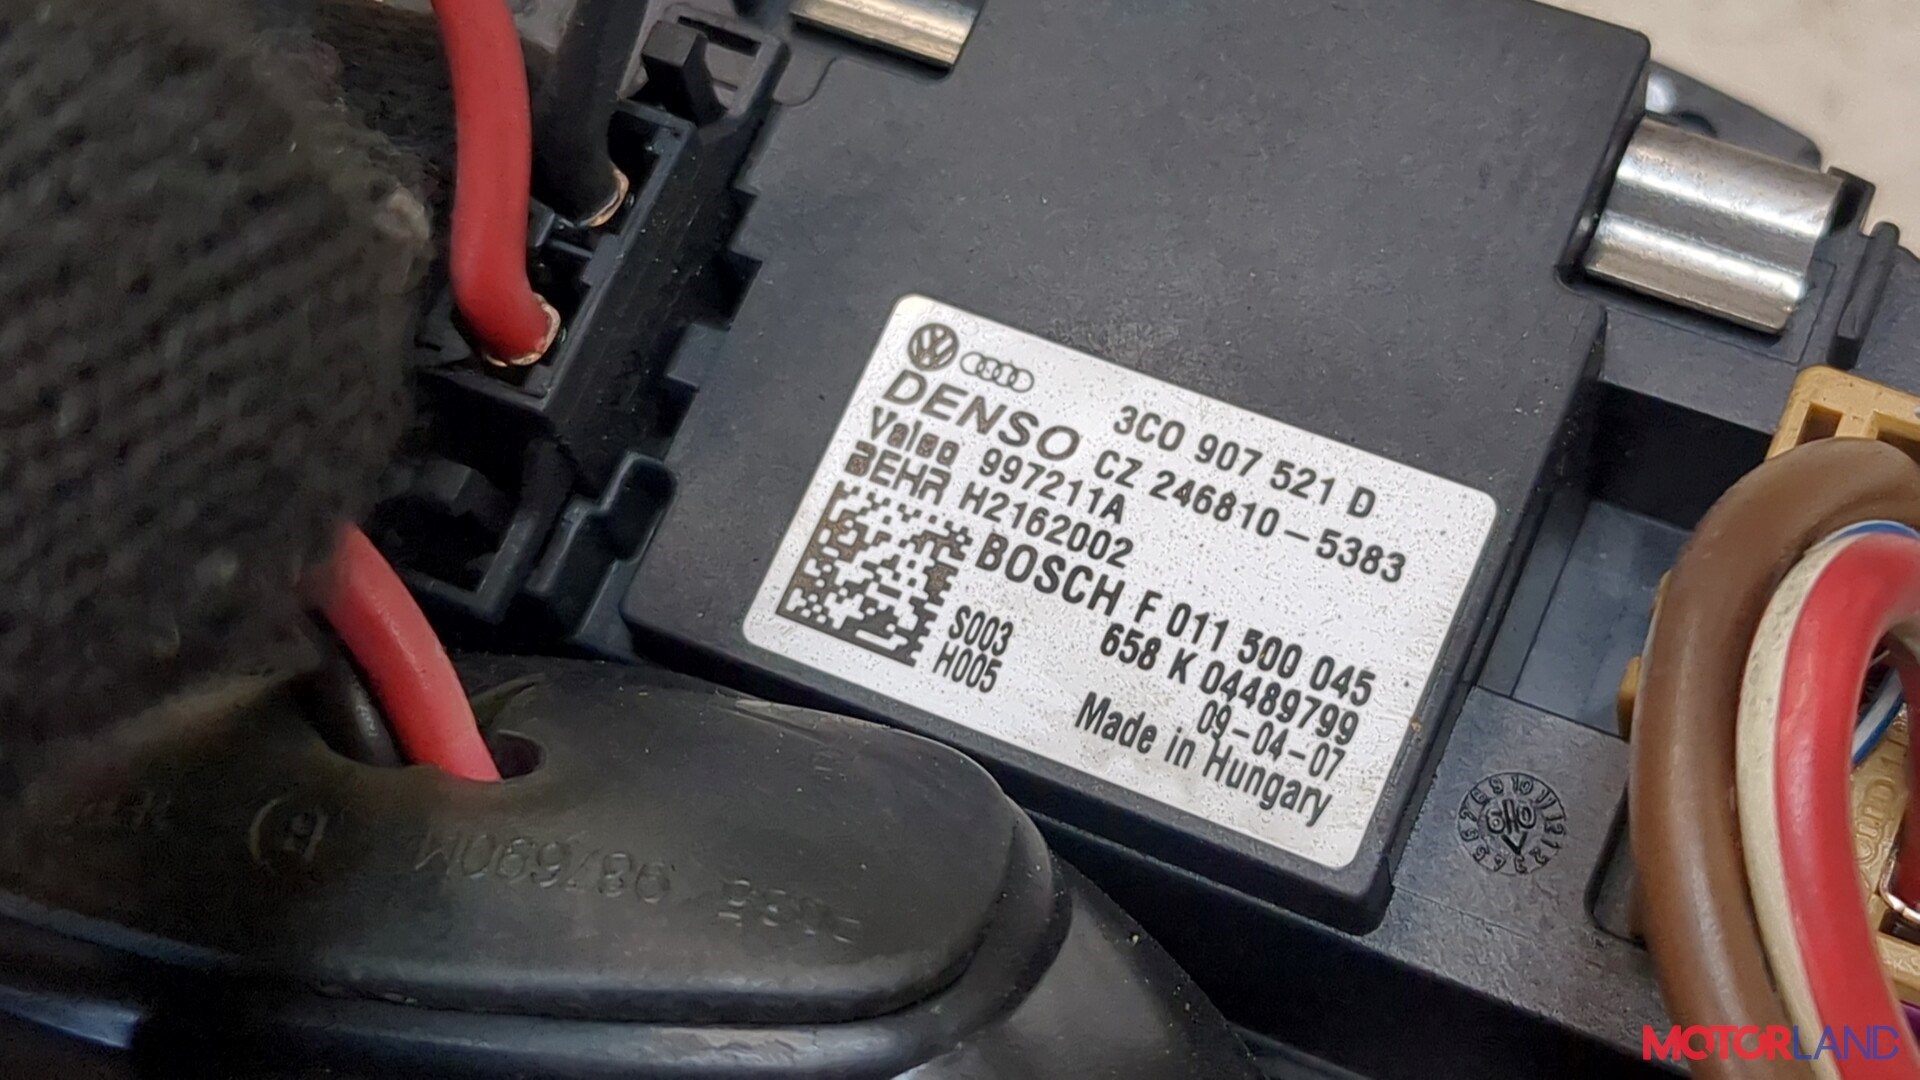 3C0 907 521 D
DENSO CZ 246810-5383
Valeo 997211A
BEHR H2162002
BOSCH F 011 500 045
658 K 04489799
S003
H005
09-04-07
Made in Hungary
MOTORLAND